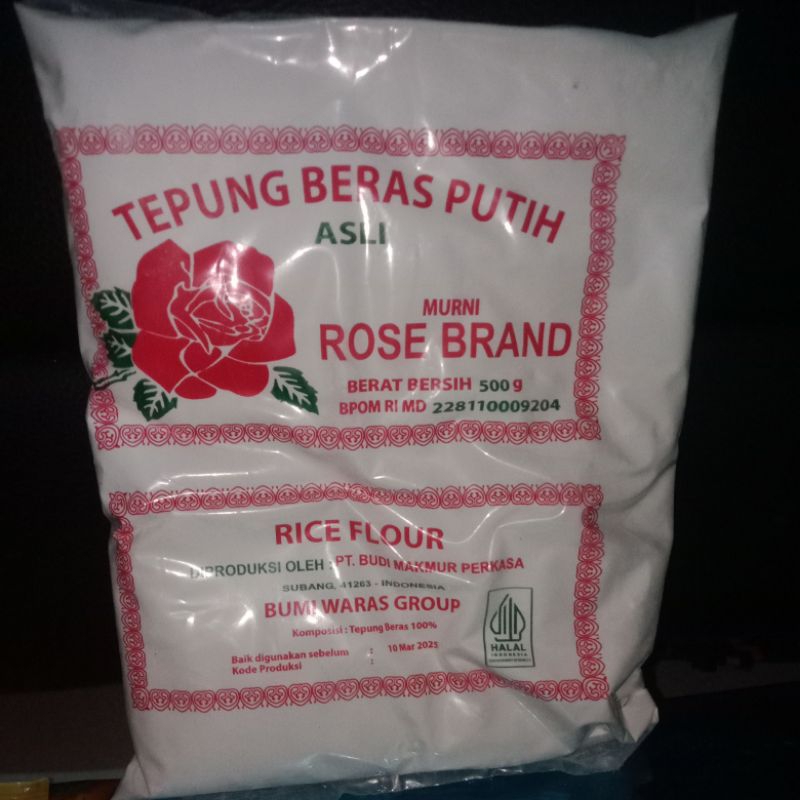 TEPUNG BERAS PUTIH
ASLI
MURNI
ROSE BRAND
BERAT BERSIH 500 g
BPOM RI MD 228110009204
RICE FLOUR
DIPRODUKSI OLEH : PT. BUDI MAKMUR PERKASA
SUBANG, 41263 - INDONESIA
BUMI WARAS GROUP
Komposisi : Tepung Beras 100%
Baik digunakan sebelum : 10 Mar 2025
Kode Produksi :
HALAL
INDONESIA